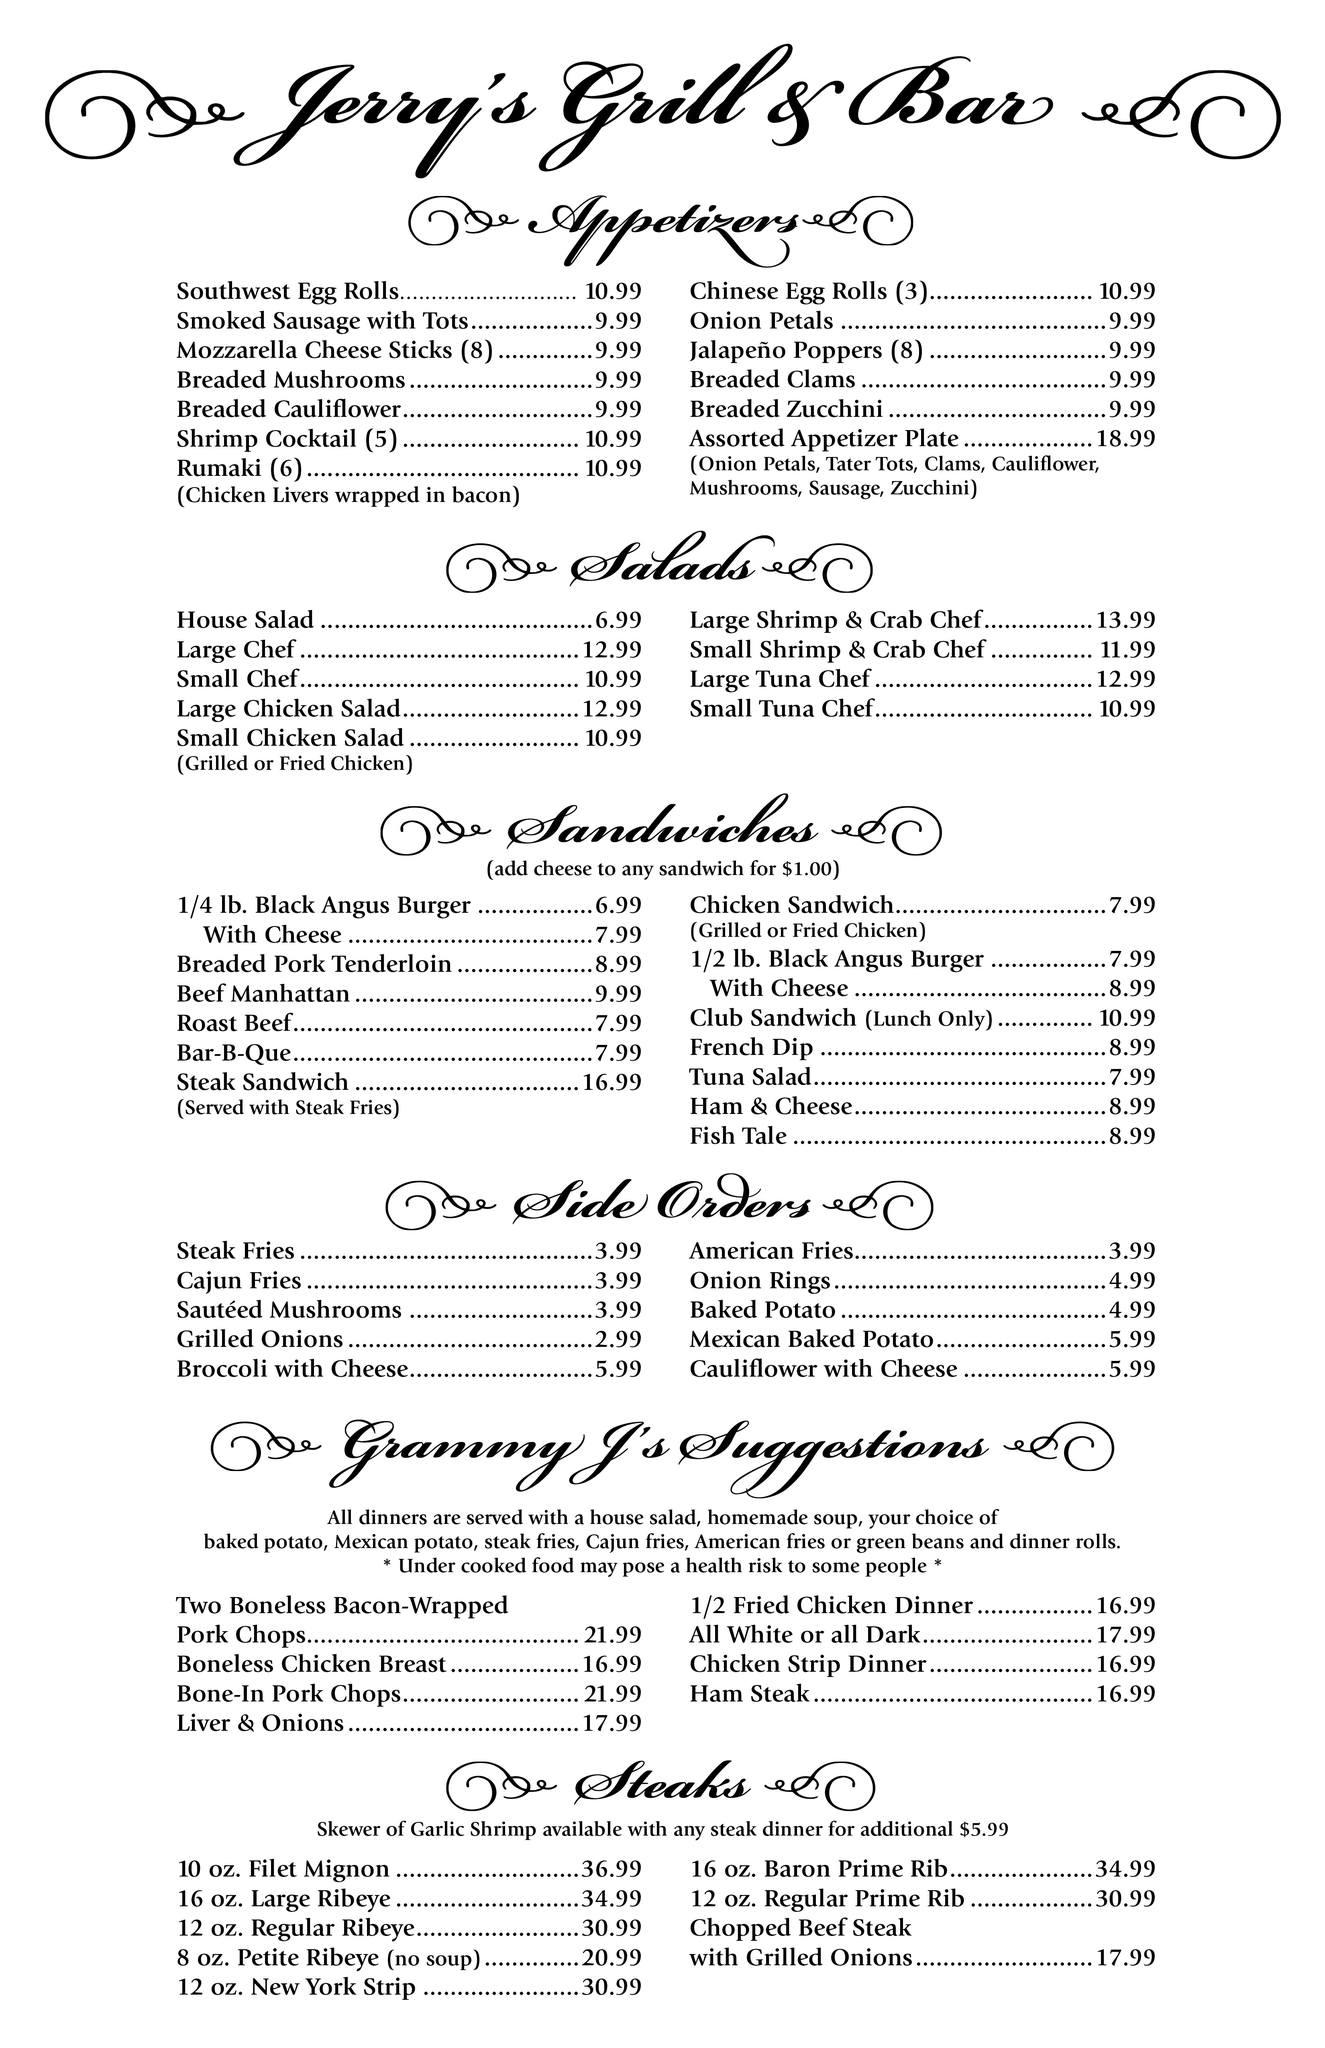 Jerry's Grill & Bar
Appetizers
Southwest Egg Rolls.......................... 10.99
Smoked Sausage with Tots..................9.99
Mozzarella Cheese Sticks (8) ..............9.99
Breaded Mushrooms...........................9.99
Breaded Cauliflower............................9.99
Shrimp Cocktail (5).......................... 10.99
Rumaki (6)........................................ 10.99
(Chicken Livers wrapped in bacon)
Chinese Egg Rolls (3)........................ 10.99
Onion Petals .......................................9.99
Jalapeño Poppers (8) ..........................9.99
Breaded Clams ....................................9.99
Breaded Zucchini ................................9.99
Assorted Appetizer Plate ...................18.99
(Onion Petals, Tater Tots, Clams, Cauliflower,
Mushrooms, Sausage, Zucchini)
Salads
House Salad ........................................6.99
Large Chef.........................................12.99
Small Chef......................................... 10.99
Large Chicken Salad..........................12.99
Small Chicken Salad ......................... 10.99
(Grilled or Fried Chicken)
Large Shrimp & Crab Chef................13.99
Small Shrimp & Crab Chef ............... 11.99
Large Tuna Chef................................12.99
Small Tuna Chef................................ 10.99
Sandwiches
(add cheese to any sandwich for $1.00)
1/4 lb. Black Angus Burger .................6.99
With Cheese ....................................7.99
Breaded Pork Tenderloin....................8.99
Beef Manhattan ...................................9.99
Roast Beef............................................7.99
Bar-B-Que............................................7.99
Steak Sandwich .................................16.99
(Served with Steak Fries)
Chicken Sandwich...............................7.99
(Grilled or Fried Chicken)
1/2 lb. Black Angus Burger .................7.99
With Cheese .....................................8.99
Club Sandwich (Lunch Only).............. 10.99
French Dip ..........................................8.99
Tuna Salad...........................................7.99
Ham & Cheese.....................................8.99
Fish Tale ..............................................8.99
Side Orders
Steak Fries ...........................................3.99
Cajun Fries ..........................................3.99
Sautéed Mushrooms ...........................3.99
Grilled Onions ....................................2.99
Broccoli with Cheese...........................5.99
American Fries.....................................3.99
Onion Rings........................................4.99
Baked Potato .......................................4.99
Mexican Baked Potato.........................5.99
Cauliflower with Cheese .....................5.99
Grammy J's Suggestions
All dinners are served with a house salad, homemade soup, your choice of
baked potato, Mexican potato, steak fries, Cajun fries, American fries or green beans and dinner rolls.
* Under cooked food may pose a health risk to some people *
Two Boneless Bacon-Wrapped
Pork Chops........................................ 21.99
Boneless Chicken Breast...................16.99
Bone-In Pork Chops.......................... 21.99
Liver & Onions..................................17.99
1/2 Fried Chicken Dinner.................16.99
All White or all Dark.........................17.99
Chicken Strip Dinner........................16.99
Ham Steak.........................................16.99
Steaks
Skewer of Garlic Shrimp available with any steak dinner for additional $5.99
10 oz. Filet Mignon ...........................36.99
16 oz. Large Ribeye ...........................34.99
12 oz. Regular Ribeye........................30.99
8 oz. Petite Ribeye (no soup)..............20.99
12 oz. New York Strip .......................30.99
16 oz. Baron Prime Rib.....................34.99
12 oz. Regular Prime Rib ..................30.99
Chopped Beef Steak
with Grilled Onions..........................17.99